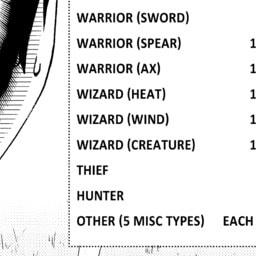 WARRIOR (SWORD)
WARRIOR (SPEAR) 1
WARRIOR (AX) 1
WIZARD (HEAT) 1
WIZARD (WIND) 1
WIZARD (CREATURE) 1
THIEF
HUNTER
OTHER (5 MISC TYPES) EACH